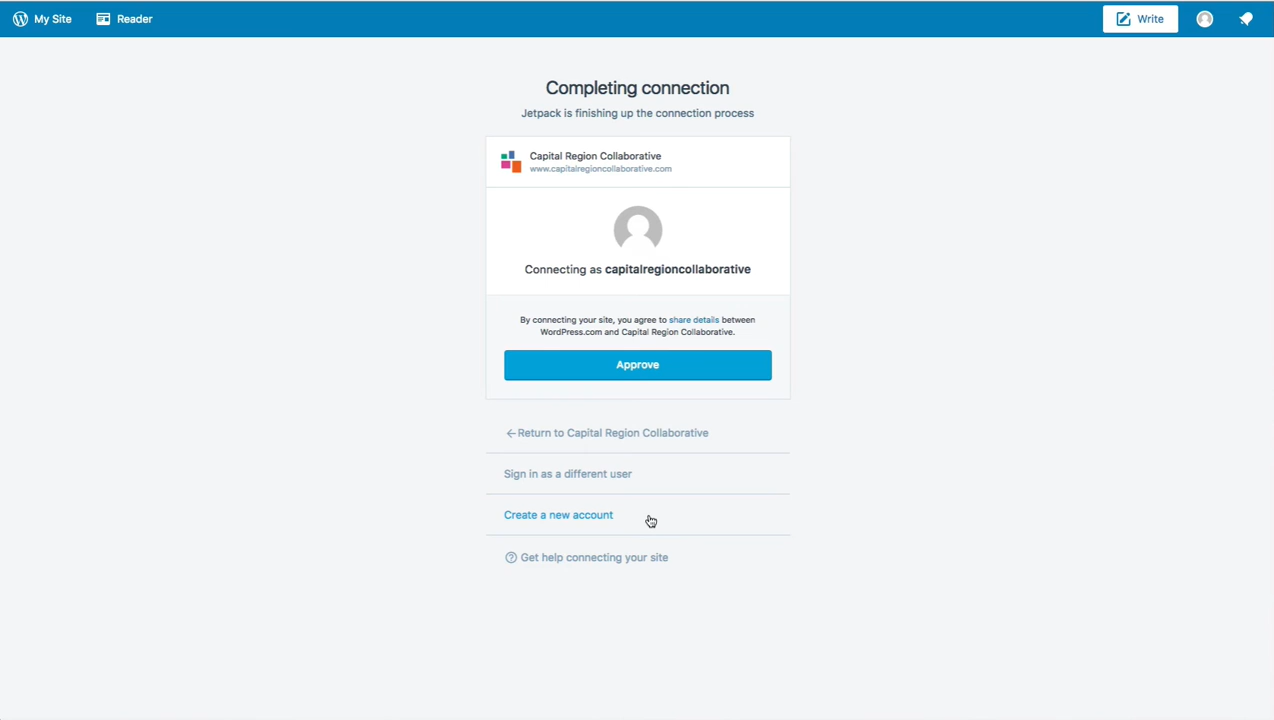 My Site
Reader
Write
Completing connection
Jetpack is finishing up the connection process
Capital Region Collaborative
www.capitalregioncollaborative.com
Connecting as capitalregioncollaborative
By connecting your site, you agree to share details between
WordPress.com and Capital Region Collaborative.
Approve
←Return to Capital Region Collaborative
Sign in as a different user
Create a new account
Get help connecting your site